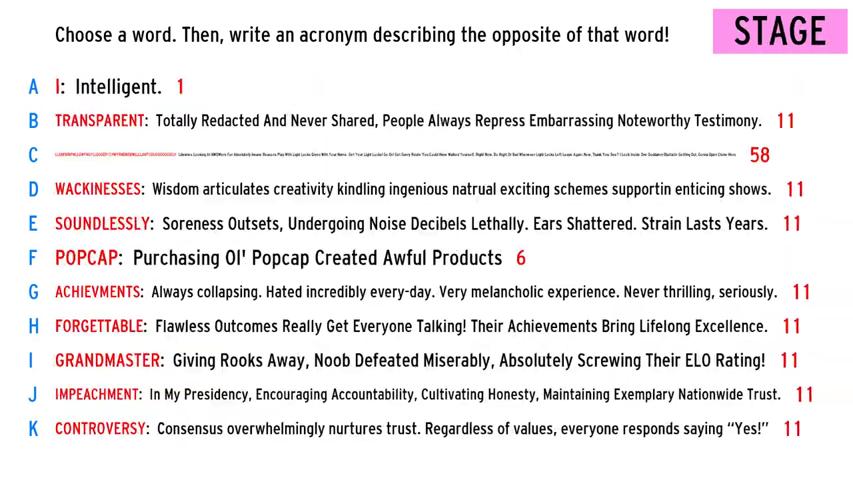 Choose a word. Then, write an acronym describing the opposite of that word!
STAGE
A I: Intelligent. 1
B TRANSPARENT: Totally Redacted And Never Shared, People Always Repress Embarrassing Noteworthy Testimony. 11
C 58
D WACKINESSES: Wisdom articulates creativity kindling ingenious natrual exciting schemes supportin enticing shows. 11
E SOUNDLESSLY: Soreness Outsets, Undergoing Noise Decibels Lethally. Ears Shattered. Strain Lasts Years. 11
F POPCAP: Purchasing Ol' Popcap Created Awful Products 6
G ACHIEVMENTS: Always collapsing. Hated incredibly every-day. Very melancholic experience. Never thrilling, seriously. 11
H FORGETTABLE: Flawless Outcomes Really Get Everyone Talking! Their Achievements Bring Lifelong Excellence. 11
I GRANDMASTER: Giving Rooks Away, Noob Defeated Miserably, Absolutely Screwing Their ELO Rating! 11
J IMPEACHMENT: In My Presidency, Encouraging Accountability, Cultivating Honesty, Maintaining Exemplary Nationwide Trust. 11
K CONTROVERSY: Consensus overwhelmingly nurtures trust. Regardless of values, everyone responds saying “Yes!” 11